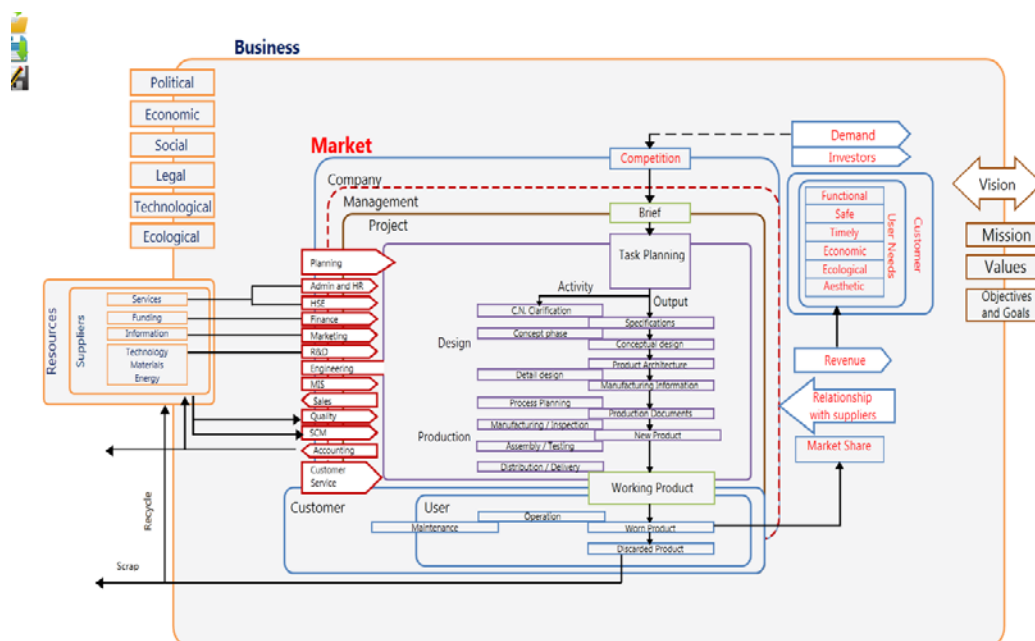 Business
Political
Economic
Social
Legal
Technological
Ecological
Market
Company
Management
Project
Competition
Demand
Investors
Brief
Task Planning
Activity
Output
Functional
Safe
Timely
Economic
Ecological
Aesthetic
User Needs
Customer
Vision
Mission
Values
Objectives
and Goals
Resources
Suppliers
Services
Funding
Information
Technology
Materials
Energy
Planning
Admin and HR
HSE
Finance
Marketing
R&D
Engineering
MIS
Sales
Quality
SCM
Accounting
Customer
Service
Design
Production
C.N. Clarification
Specifications
Concept phase
Conceptual design
Product Architecture
Detail design
Manufacturing Information
Process Planning
Production Documents
Manufacturing / Inspection
New Product
Assembly / Testing
Distribution / Delivery
Working Product
Revenue
Relationship
with suppliers
Market Share
Customer
User
Operation
Maintenance
Worn Product
Discarded Product
Recycle
Scrap